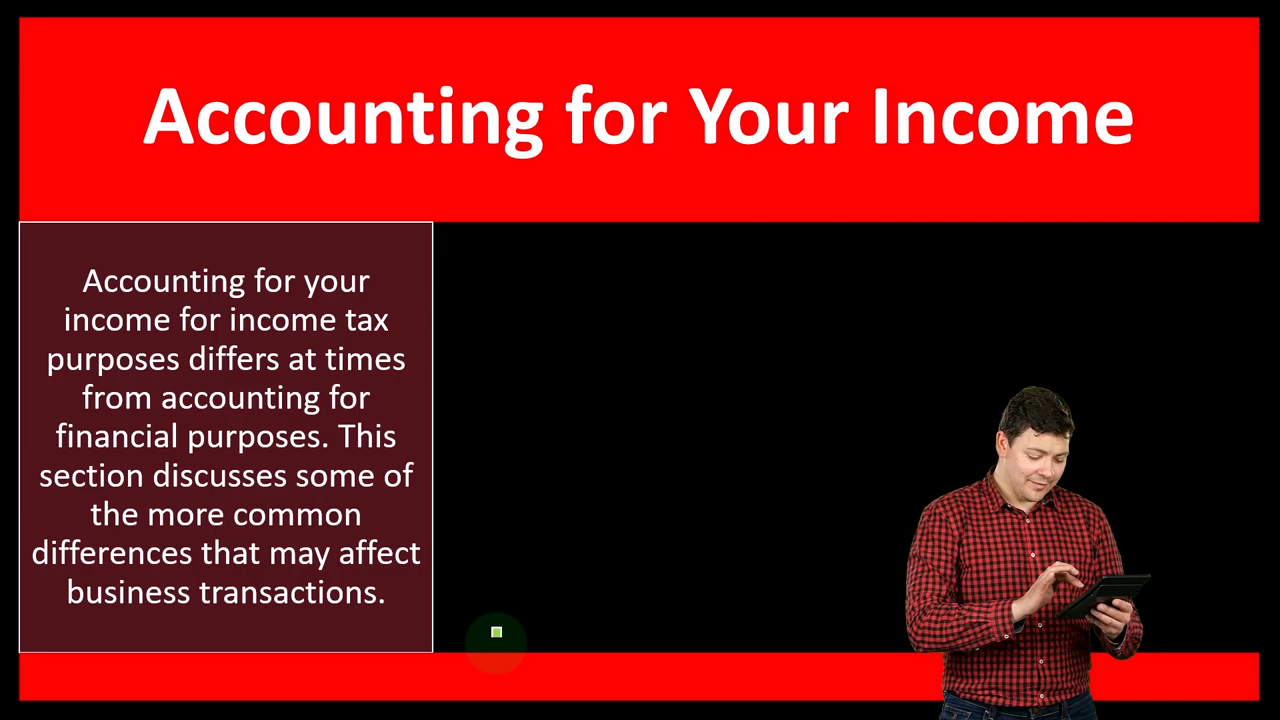 Accounting for Your Income
Accounting for your
income for income tax
purposes differs at times
from accounting for
financial purposes. This
section discusses some of
the more common
differences that may affect
business transactions.